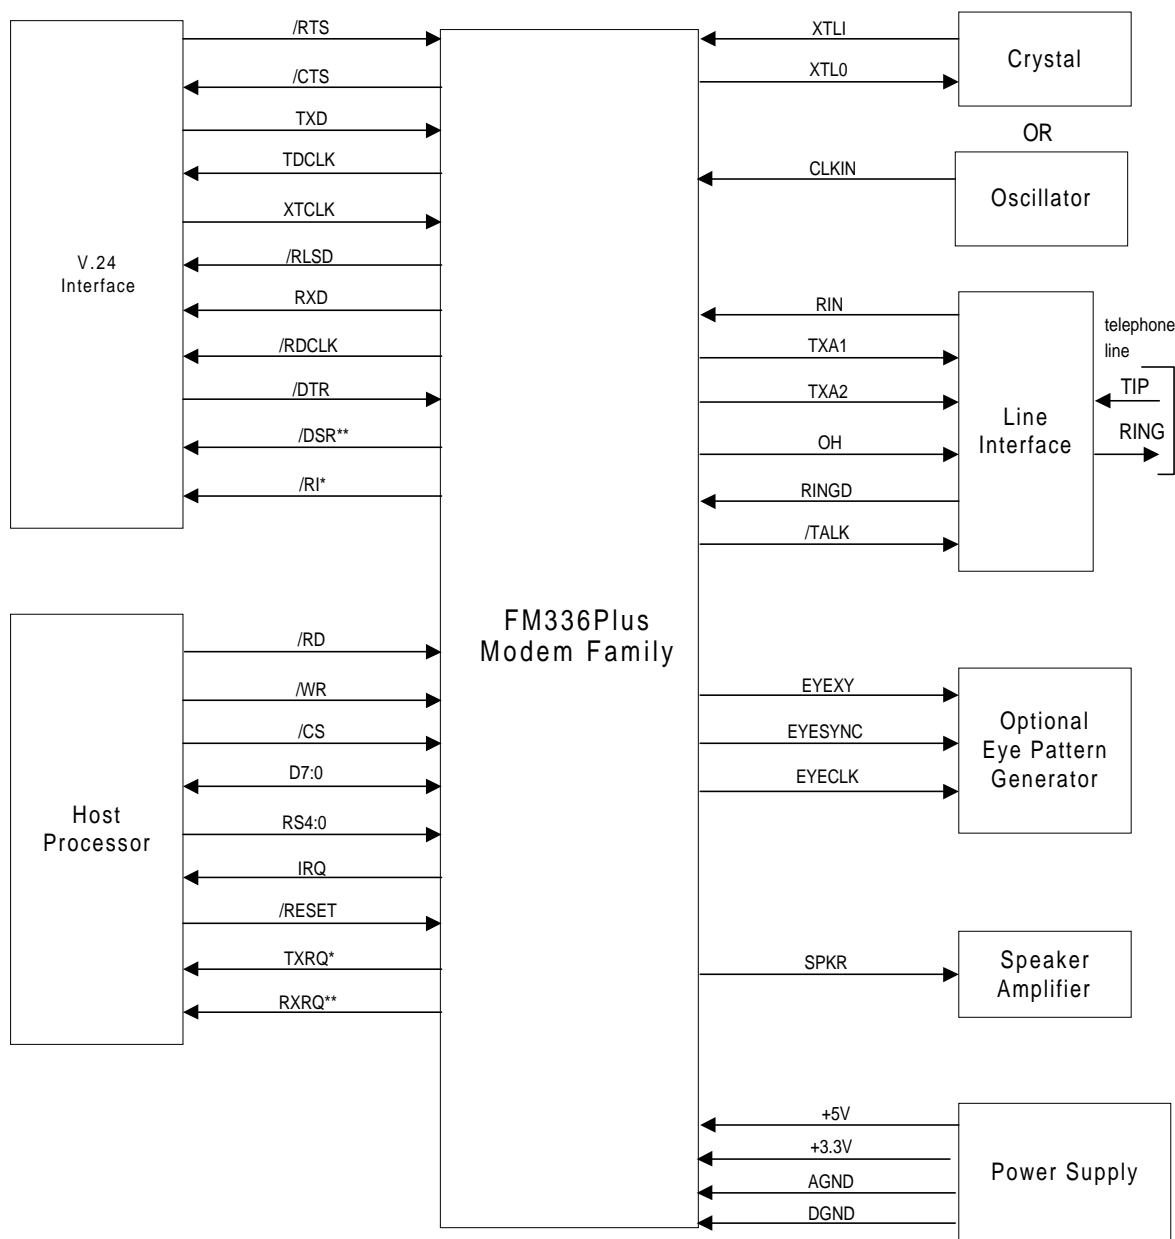 /RTS
/CTS
TXD
TDCLK
XTCLK
/RLSD
RXD
/RDCLK
/DTR
/DSR**
/RI*
V.24
Interface
/RD
/WR
/CS
D7:0
RS4:0
IRQ
/RESET
TXRQ*
RXRQ**
Host
Processor
FM336Plus
Modem Family
XTLI
XTL0
Crystal
OR
CLKIN
Oscillator
RIN
TXA1
TXA2
OH
RINGD
/TALK
Line
Interface
telephone
line
TIP
RING
EYEXY
EYESYNC
EYECLK
Optional
Eye Pattern
Generator
SPKR
Speaker
Amplifier
+5V
+3.3V
AGND
DGND
Power Supply